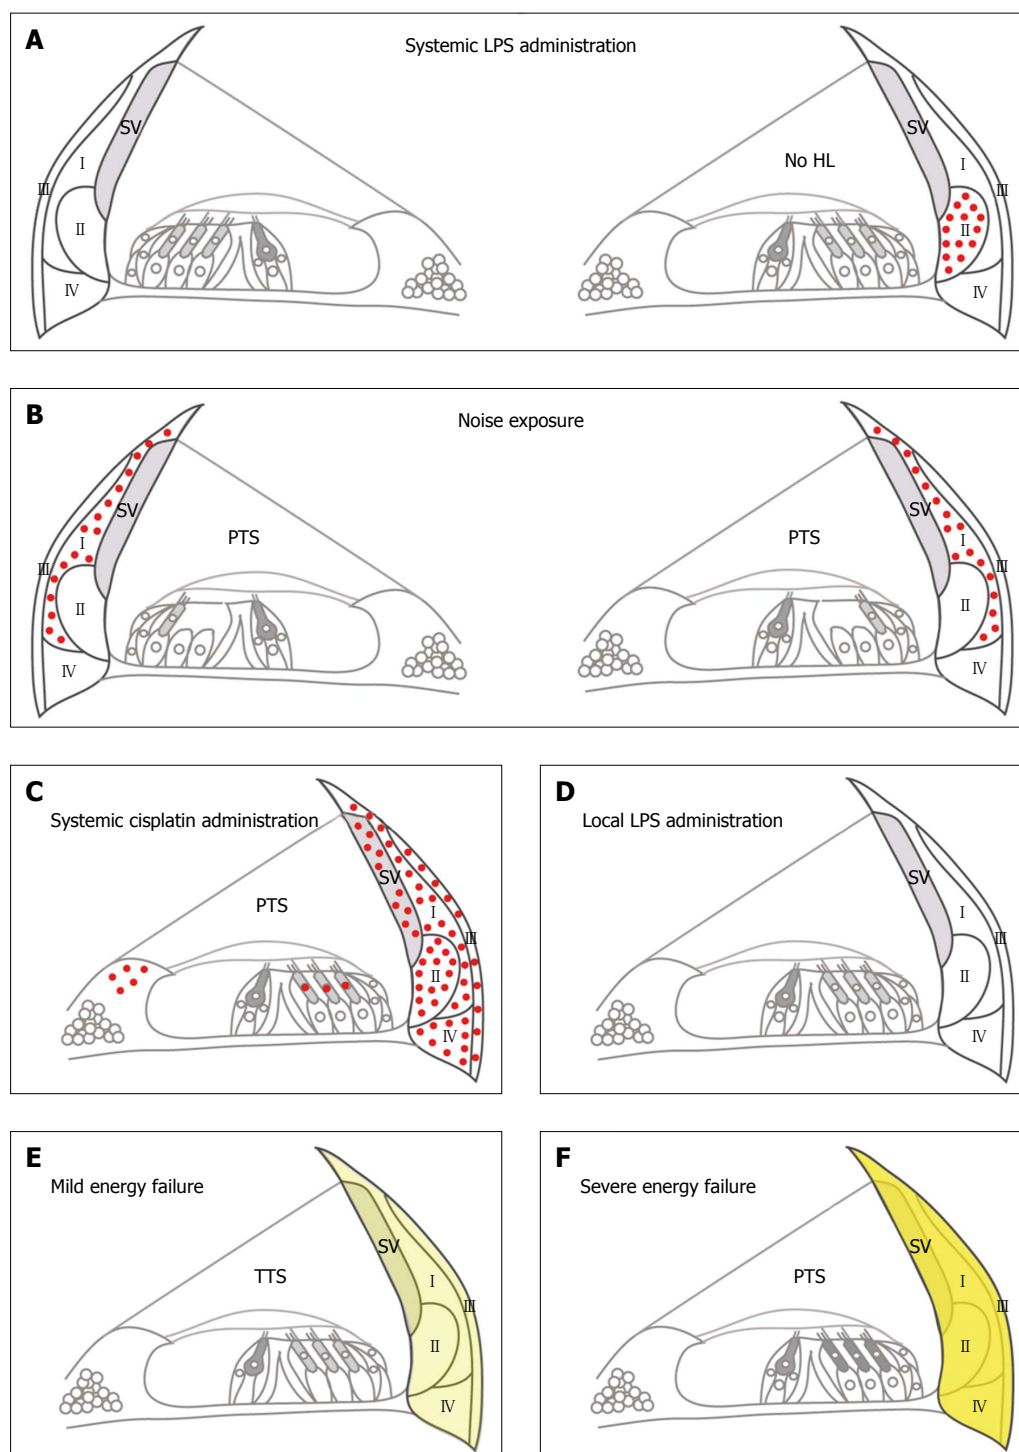 A
Systemic LPS administration
SV
I
III
II
IV
No HL
SV
I
III
II
IV
B
Noise exposure
SV
I
III
II
IV
PTS
PTS
SV
I
III
II
IV
C
Systemic cisplatin administration
PTS
SV
I
III
II
IV
D
Local LPS administration
SV
I
III
II
IV
E
Mild energy failure
TTS
SV
I
III
II
IV
F
Severe energy failure
PTS
SV
I
III
II
IV